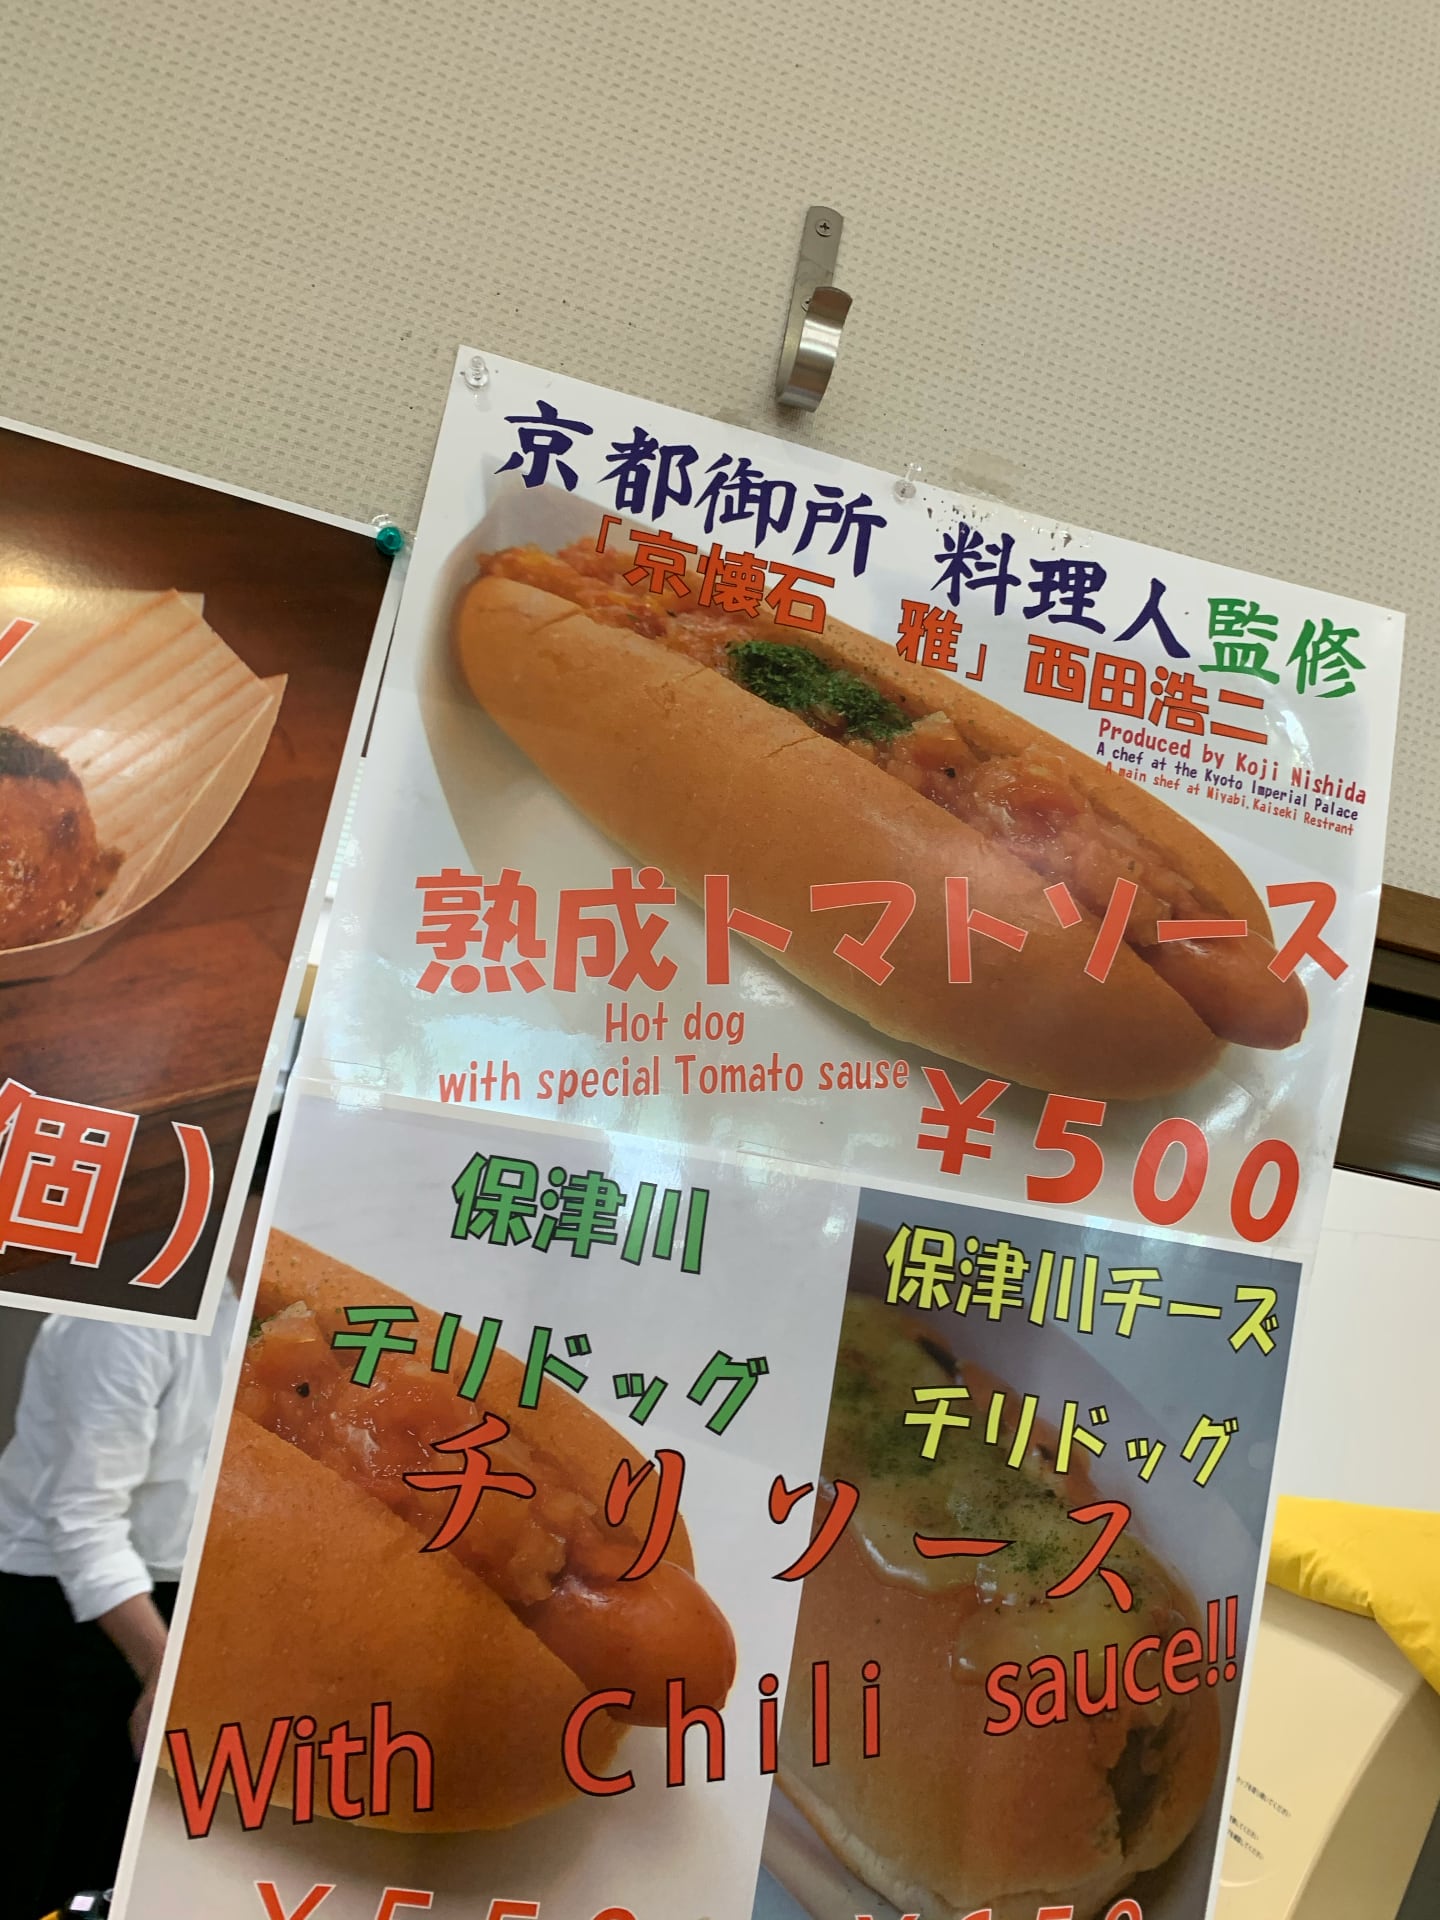 京都御所 料理人監修
「京懐石 雅」西田浩二
Produced by Koji Nishida
A chef at the Kyoto Imperial Palace
A main shef at Miyabi, Kaiseki Restrant
熟成トマトソース
Hot dog
with special Tomato sause
¥500
個)
保津川
チリドッグ
保津川チーズ
チリドッグ
チリソース
With Chili sauce!!